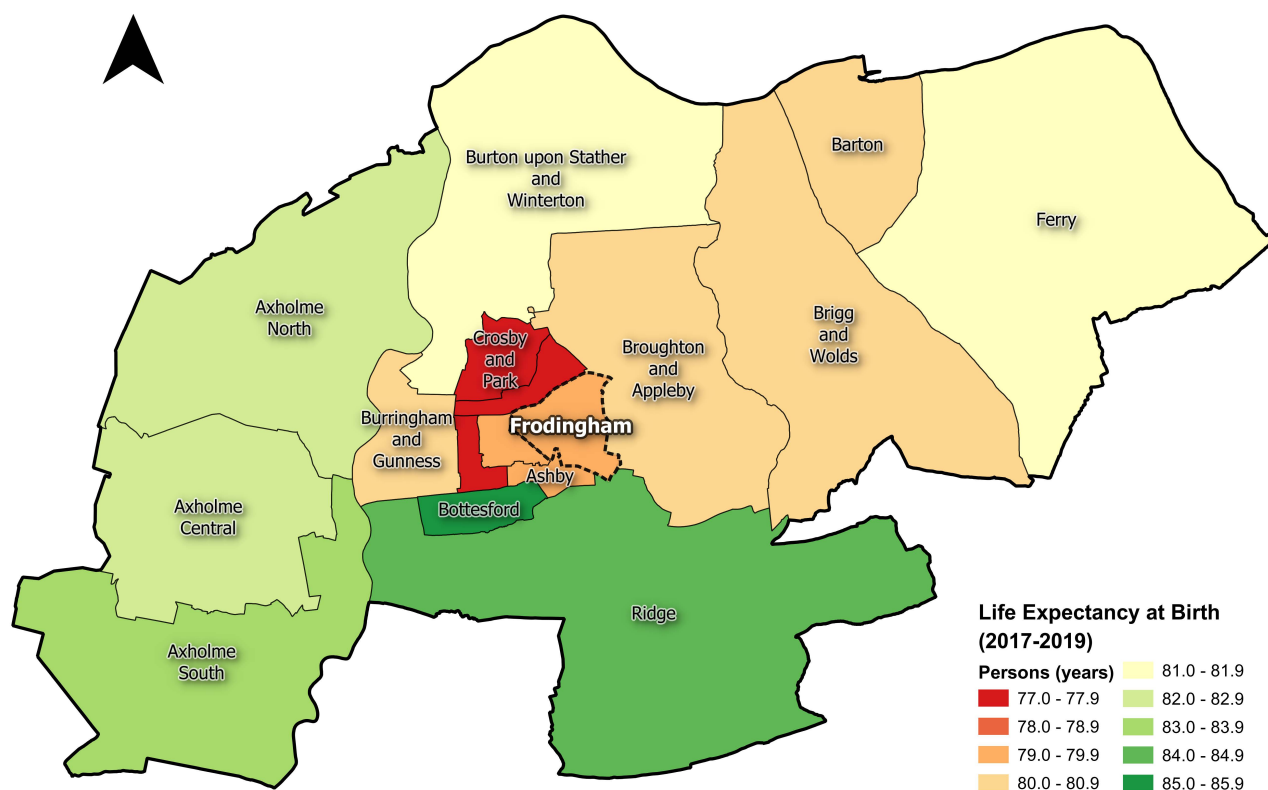 Burton upon Stather
and
Winterton
Barton
Ferry
Axholme
North
Crosby
and
Park
Broughton
and
Appleby
Brigg
and
Wolds
Burringham
and
Gunness
Frodingham
Ashby
Bottesford
Axholme
Central
Axholme
South
Ridge
Life Expectancy at Birth
(2017-2019)
Persons (years)
77.0 - 77.9
78.0 - 78.9
79.0 - 79.9
80.0 - 80.9
81.0 - 81.9
82.0 - 82.9
83.0 - 83.9
84.0 - 84.9
85.0 - 85.9